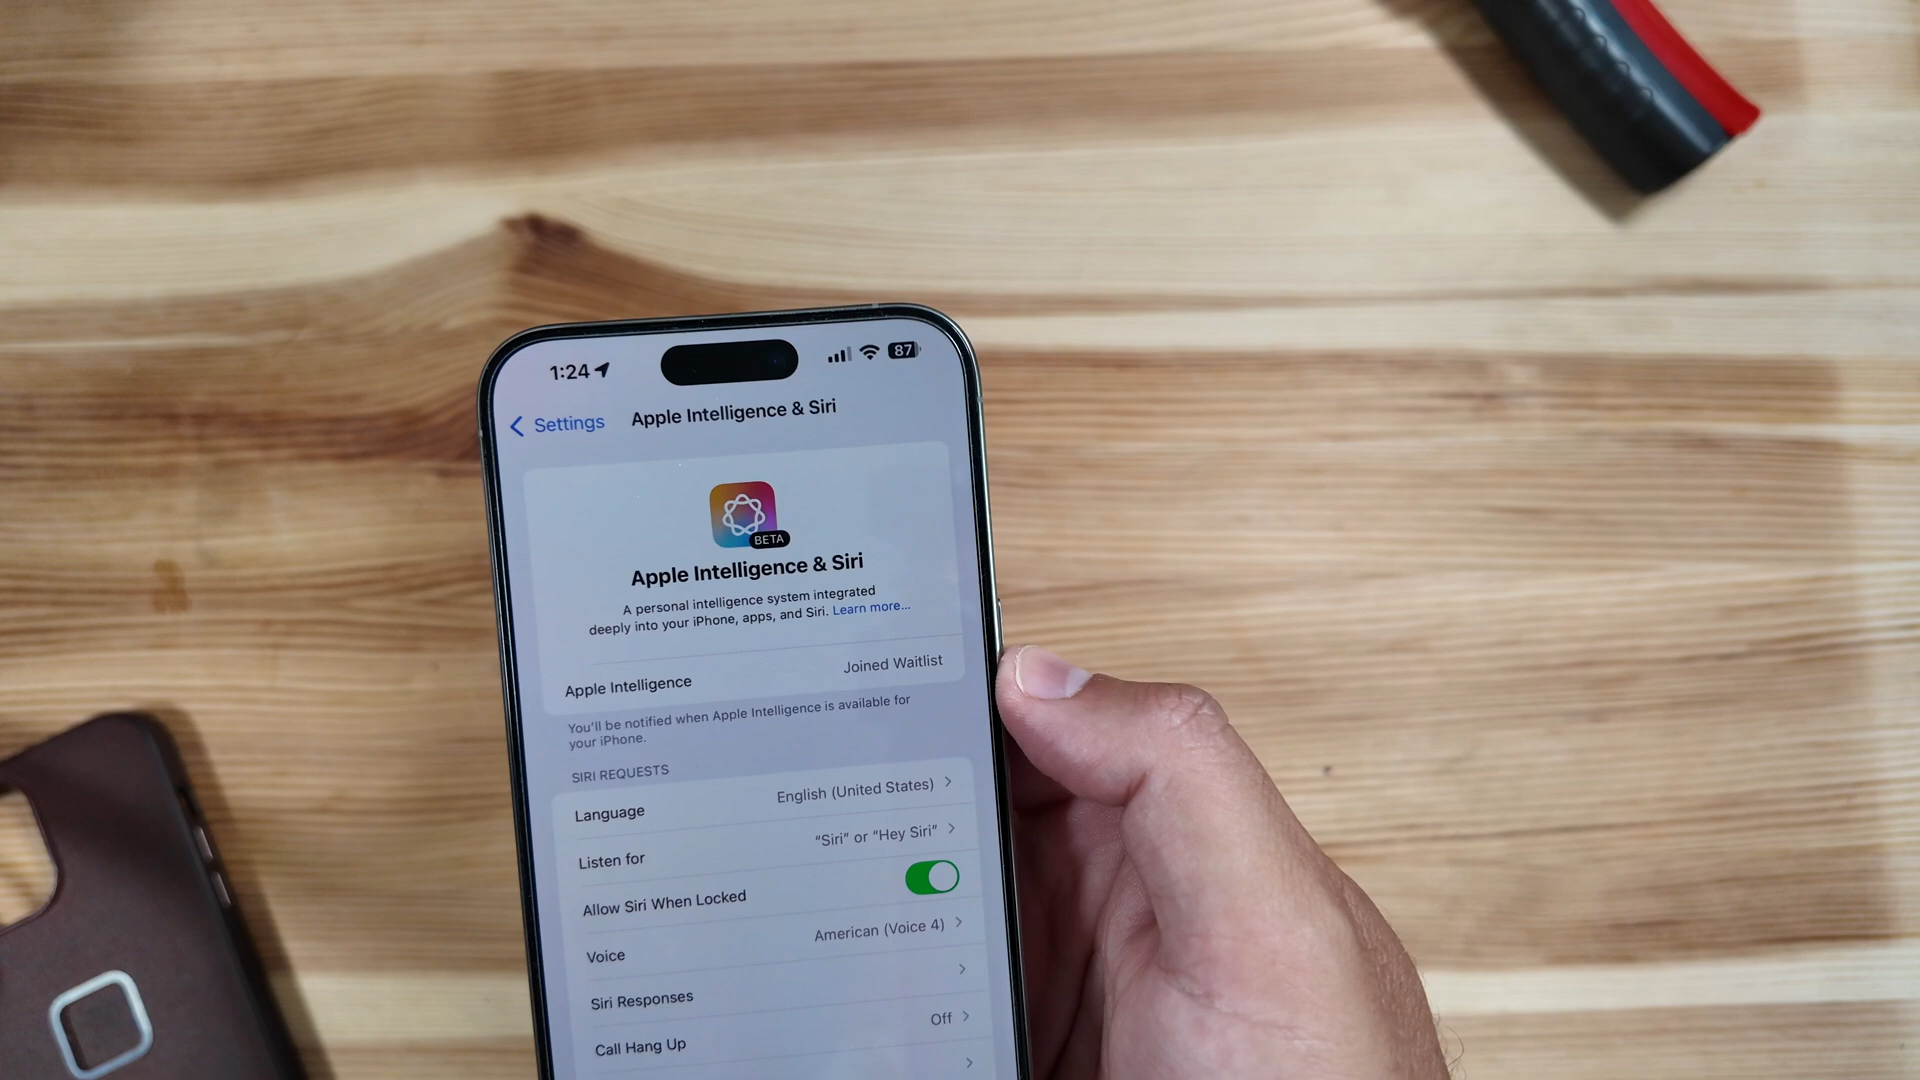 1:24
87
Settings
Apple Intelligence & Siri
BETA
Apple Intelligence & Siri
A personal intelligence system integrated
deeply into your iPhone, apps, and Siri. Learn more...
Apple Intelligence Joined Waitlist
You'll be notified when Apple Intelligence is available for
your iPhone.
SIRI REQUESTS
Language English (United States)
Listen for “Siri” or “Hey Siri”
Allow Siri When Locked
Voice American (Voice 4)
Siri Responses
Call Hang Up Off